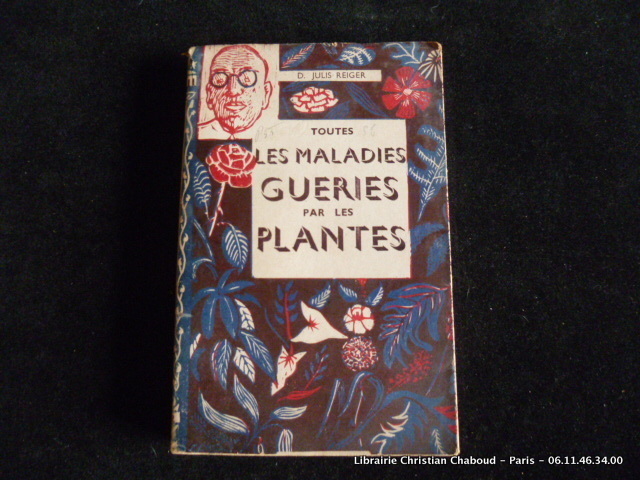 D. JULIS-REIGER
TOUTES
LES MALADIES
GUERIES
PAR LES
PLANTES
Librairie Christian Chaboud - Paris - 06.11.46.34.00